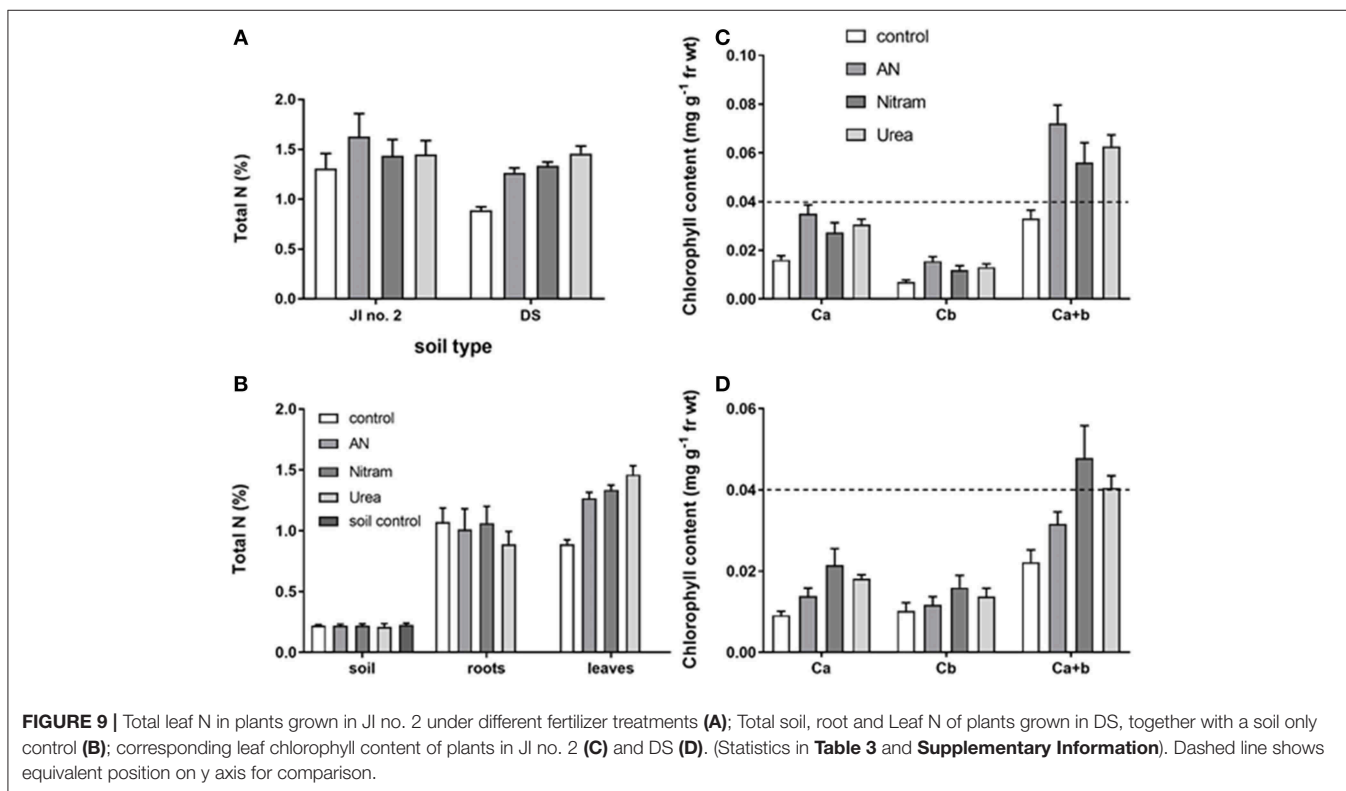 A
2.0
1.5
1.0
0.5
0.0
Total N (%)
JI no. 2
DS
soil type
C
control
AN
Nitram
Urea
0.10
0.08
0.06
0.04
0.02
0.00
Chlorophyll content (mg g⁻¹ fr wt)
Ca
Cb
Ca+b
B
control
AN
Nitram
Urea
soil control
2.0
1.5
1.0
0.5
0.0
Total N (%)
soil
roots
leaves
D
0.06
0.04
0.02
0.00
Chlorophyll content (mg g⁻¹ fr wt)
Ca
Cb
Ca+b
FIGURE 9 | Total leaf N in plants grown in JI no. 2 under different fertilizer treatments (A); Total soil, root and Leaf N of plants grown in DS, together with a soil only
control (B); corresponding leaf chlorophyll content of plants in JI no. 2 (C) and DS (D). (Statistics in Table 3 and Supplementary Information). Dashed line shows
equivalent position on y axis for comparison.